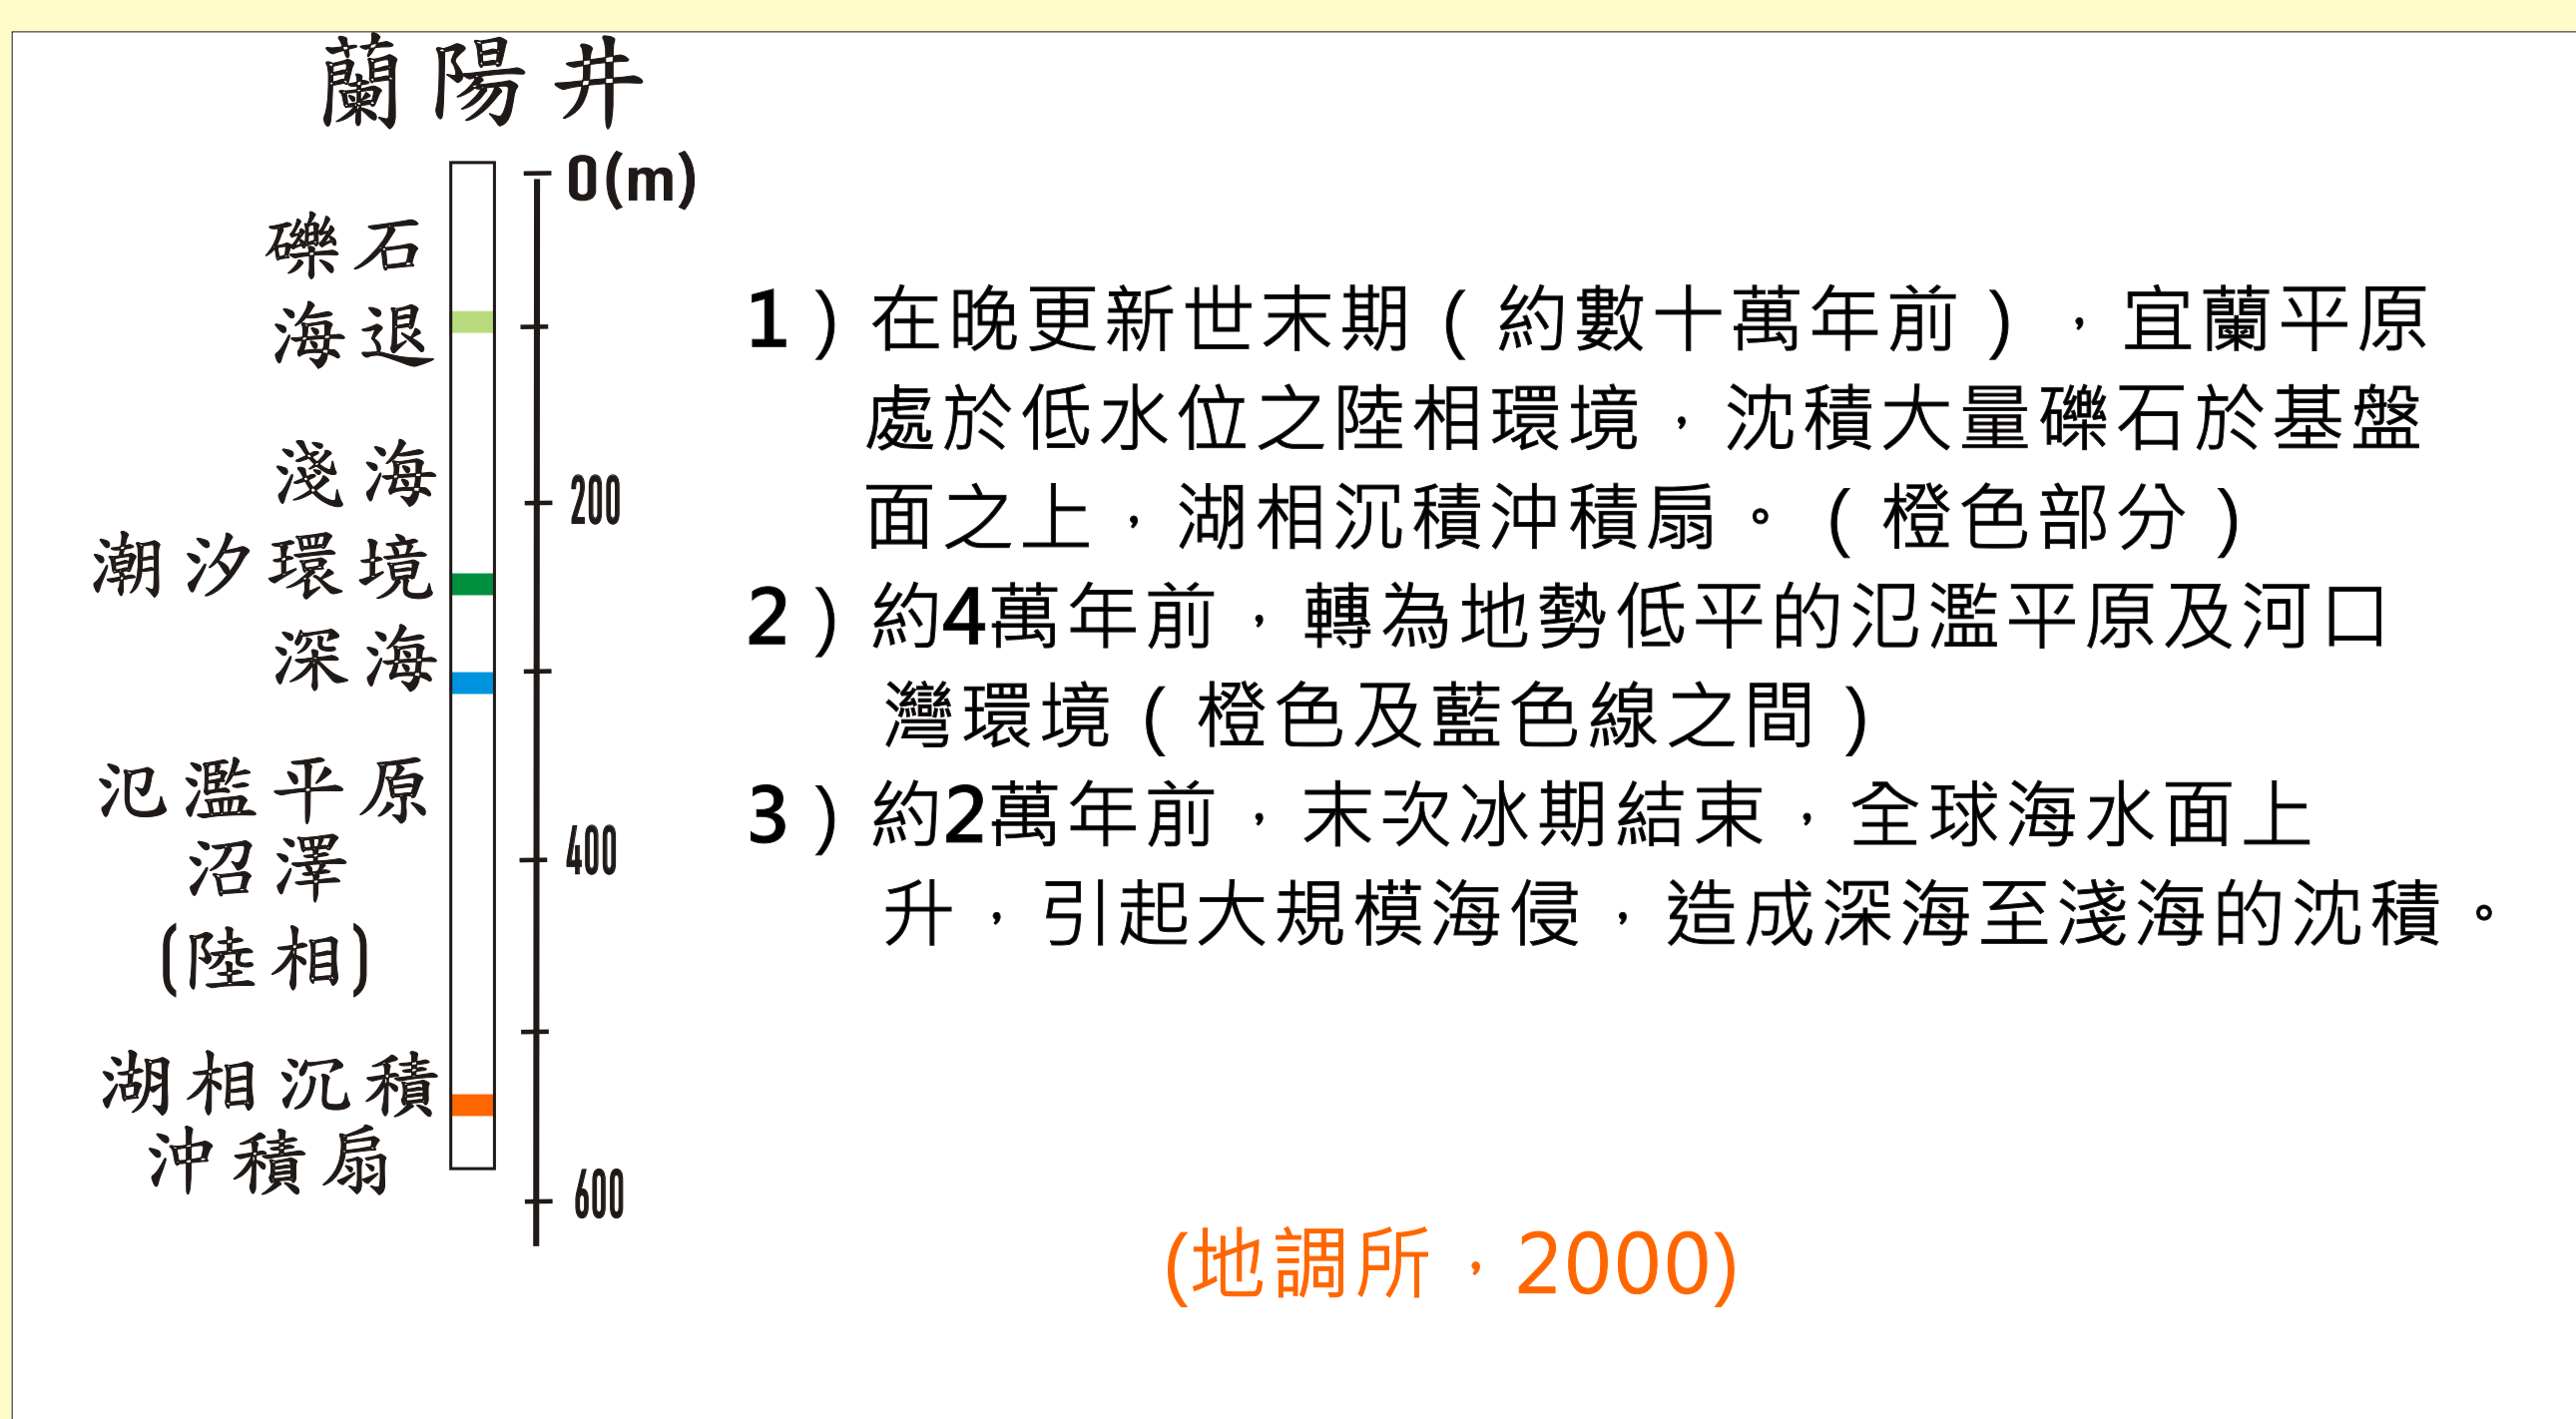 蘭陽井
0(m)
礫石
海退
淺海
200
潮汐環境
深海
氾濫平原
400
沼澤
(陸相)
湖相沉積
沖積扇
600
1）在晚更新世末期（約數十萬年前），宜蘭平原
處於低水位之陸相環境，沈積大量礫石於基盤
面之上，湖相沉積沖積扇。（橙色部分）
2）約4萬年前，轉為地勢低平的氾濫平原及河口
灣環境（橙色及藍色線之間）
3）約2萬年前，末次冰期結束，全球海水面上
升，引起大規模海侵，造成深海至淺海的沈積。
(地調所，2000)